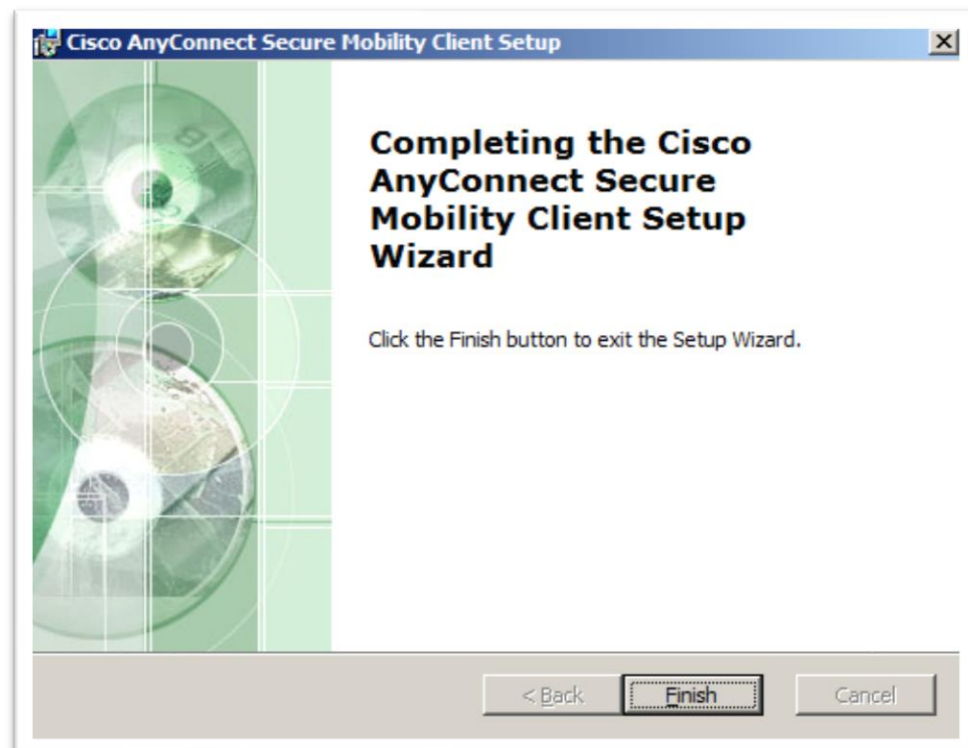 Cisco AnyConnect Secure Mobility Client Setup
Completing the Cisco
AnyConnect Secure
Mobility Client Setup
Wizard
Click the Finish button to exit the Setup Wizard.
< Back
Finish
Cancel